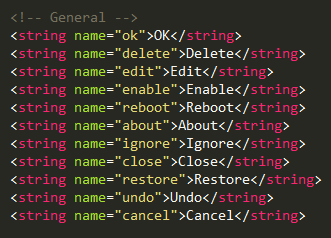 <!-- General -->
<string name="ok">OK</string>
<string name="delete">Delete</string>
<string name="edit">Edit</string>
<string name="enable">Enable</string>
<string name="reboot">Reboot</string>
<string name="about">About</string>
<string name="ignore">Ignore</string>
<string name="close">Close</string>
<string name="restore">Restore</string>
<string name="undo">Undo</string>
<string name="cancel">Cancel</string>